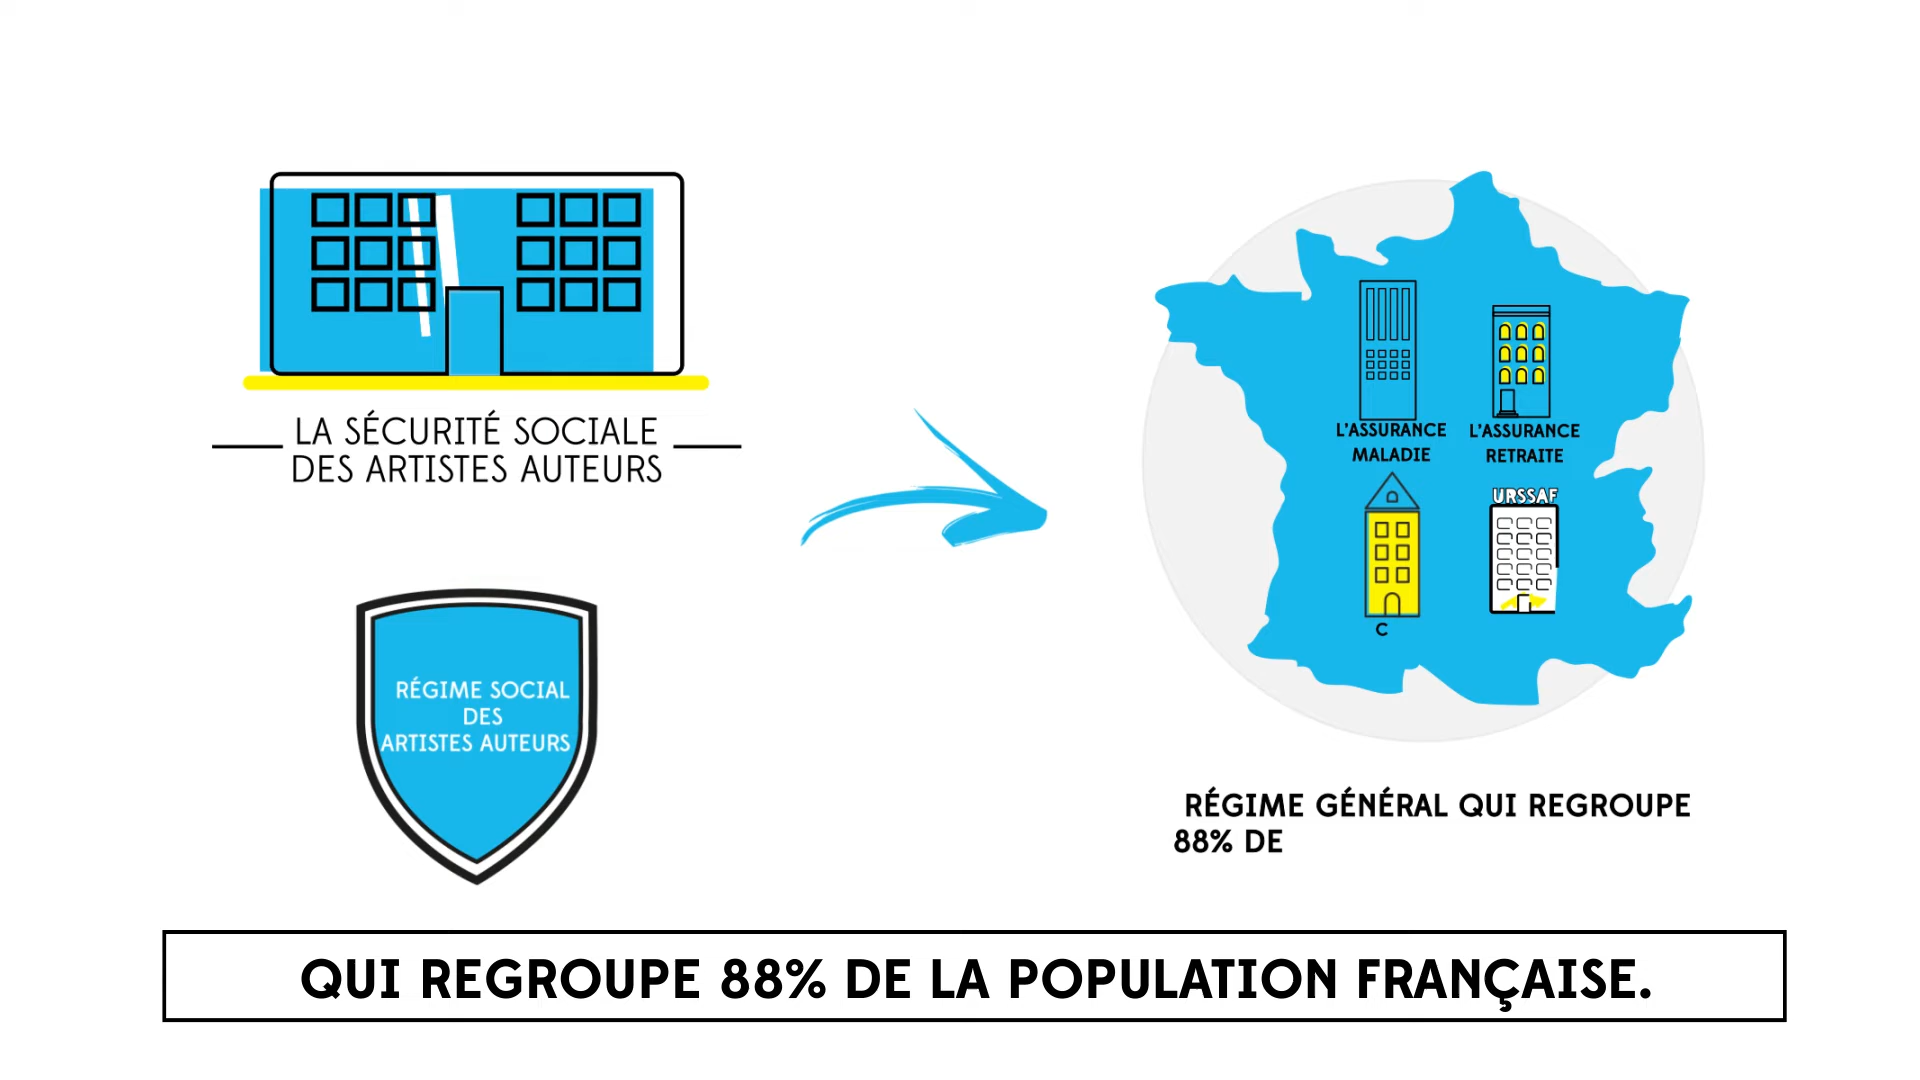 LA SÉCURITÉ SOCIALE
DES ARTISTES AUTEURS
RÉGIME SOCIAL
DES
ARTISTES AUTEURS
L'ASSURANCE
MALADIE
L'ASSURANCE
RETRAITE
URSSAF
C
RÉGIME GÉNÉRAL QUI REGROUPE
88% DE
QUI REGROUPE 88% DE LA POPULATION FRANÇAISE.